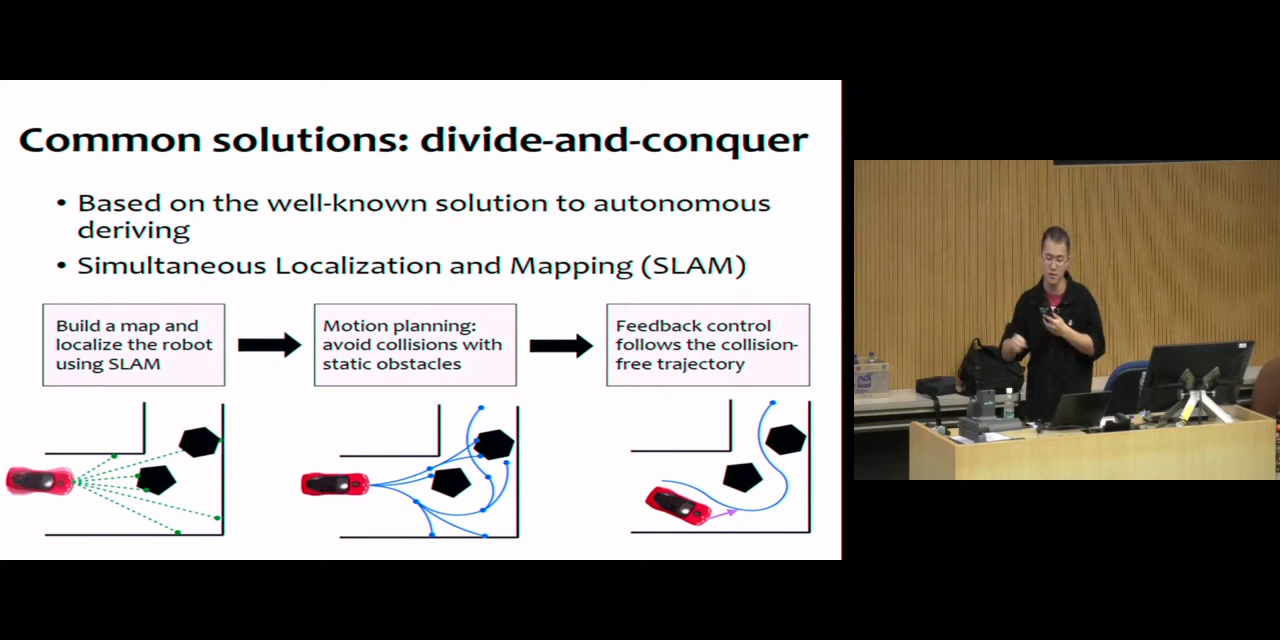 Common solutions: divide-and-conquer
• Based on the well-known solution to autonomous
deriving
• Simultaneous Localization and Mapping (SLAM)
Build a map and
localize the robot
using SLAM
Motion planning:
avoid collisions with
static obstacles
Feedback control
follows the collision-
free trajectory